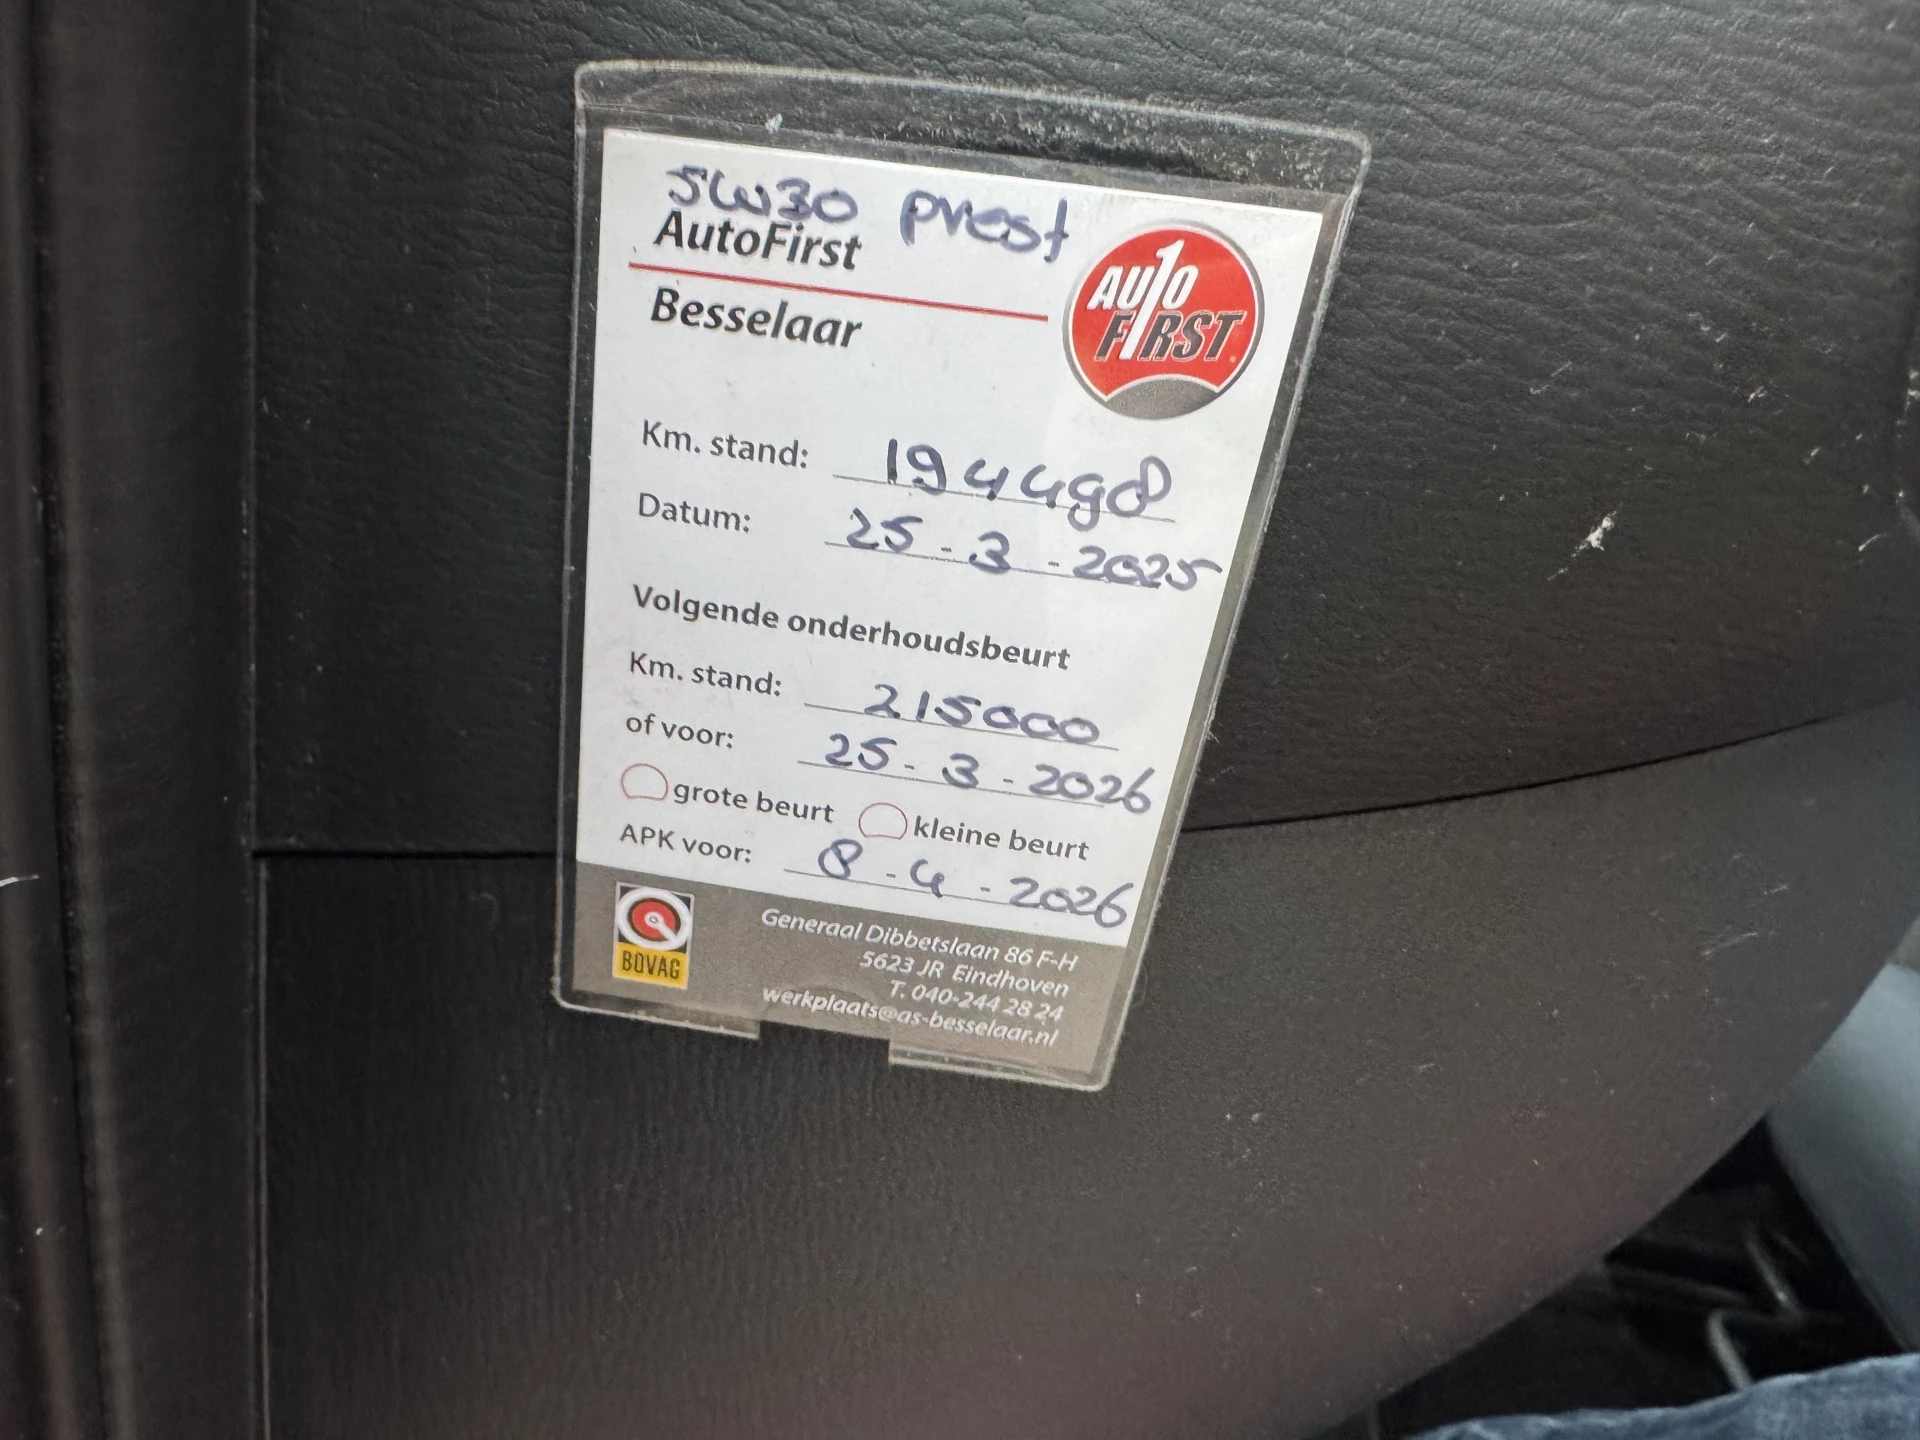 5W30 prest
AutoFirst
Besselaar
AUTO
FIRST
Km. stand: 194498
Datum: 25-3-2025
Volgende onderhoudsbeurt
Km. stand: 215000
of voor: 25-3-2026
grote beurt kleine beurt
APK voor: 8-4-2026
BOVAG
Generaal Dibbetslaan 86 F-H
5623 JR Eindhoven
T. 040-244 28 24
werkplaats@as-besselaar.nl